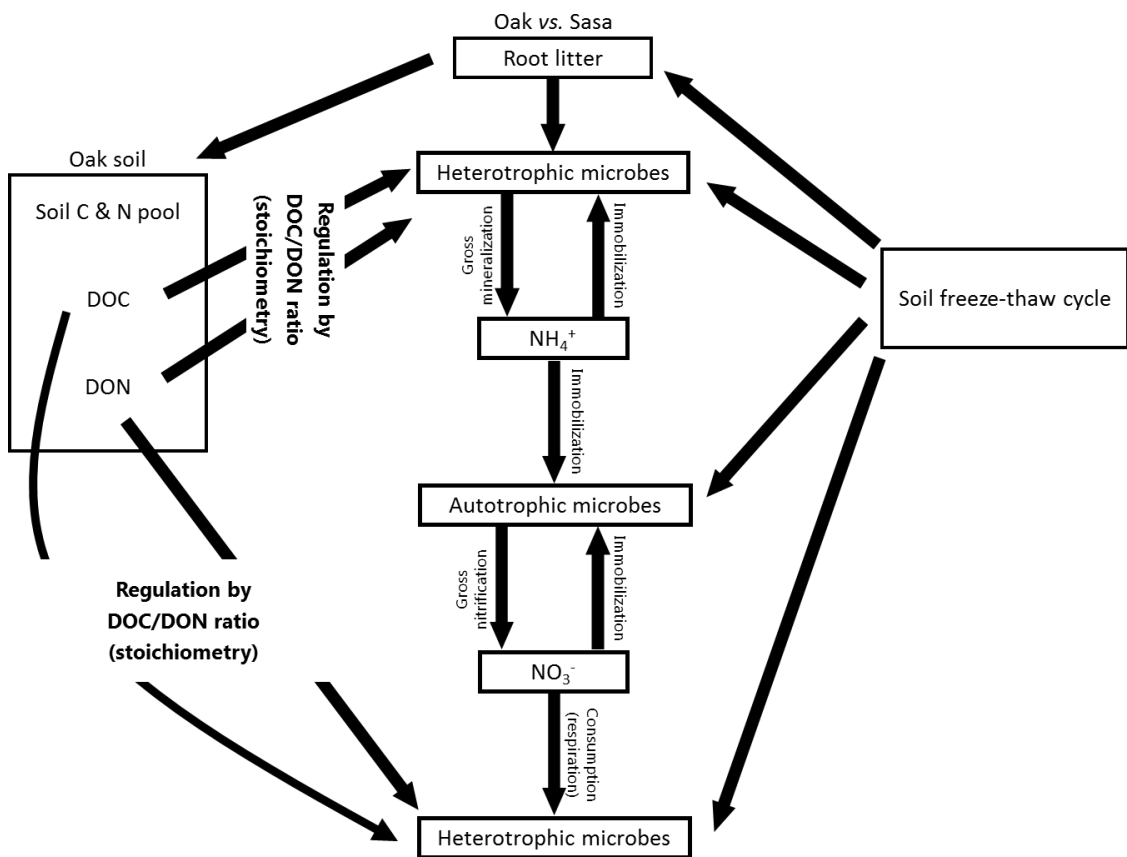 Oak vs. Sasa
Root litter
Oak soil
Soil C & N pool
DOC
DON
Regulation by
DOC/DON ratio
(stoichiometry)
Heterotrophic microbes
Gross
mineralization
Immobilization
NH₄⁺
Immobilization
Soil freeze-thaw cycle
Autotrophic microbes
Gross
nitrification
Immobilization
Regulation by
DOC/DON ratio
(stoichiometry)
NO₃⁻
Consumption
(respiration)
Heterotrophic microbes